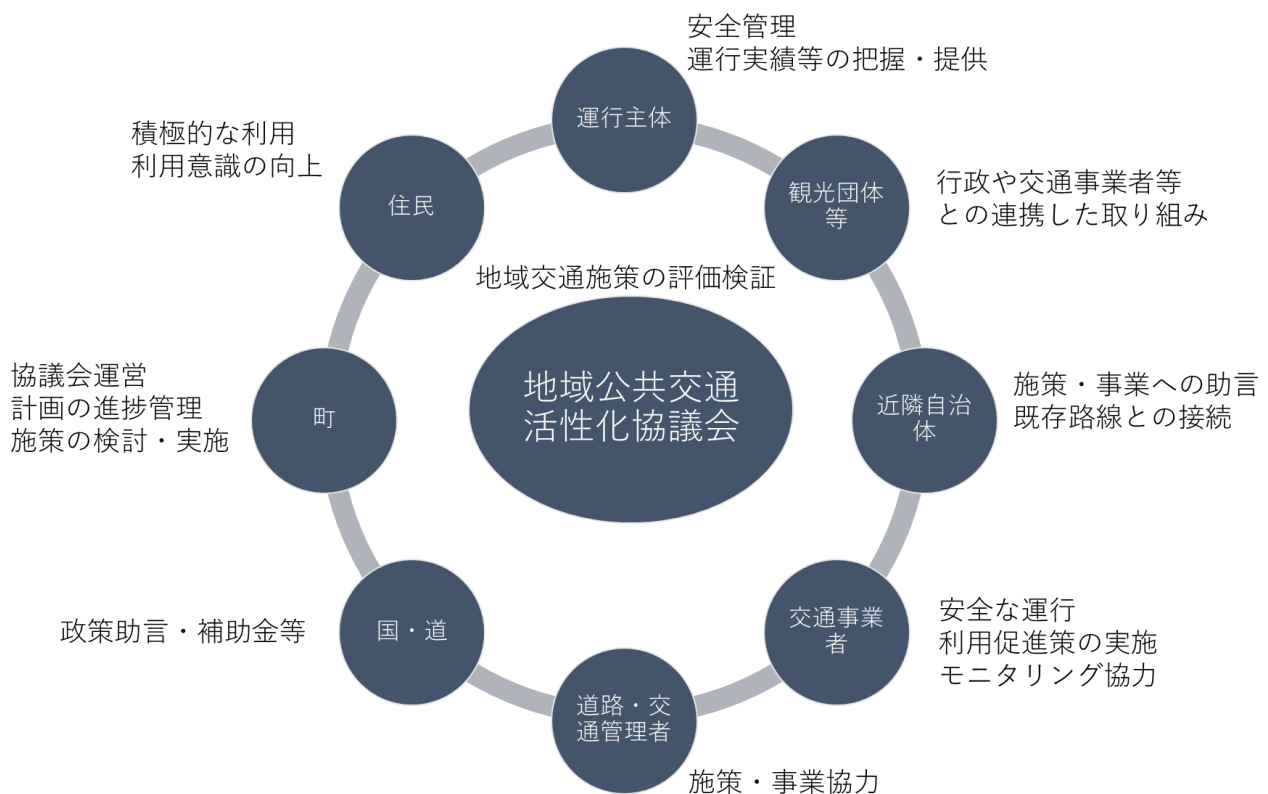 安全管理
運行実績等の把握・提供
運行主体
積極的な利用
利用意識の向上
住民
観光団体
等
行政や交通事業者等
との連携した取り組み
地域交通施策の評価検証
地域公共交通
活性化協議会
協議会運営
計画の進捗管理
施策の検討・実施
町
近隣自治
体
施策・事業への助言
既存路線との接続
政策助言・補助金等
国・道
交通事業
者
安全な運行
利用促進策の実施
モニタリング協力
道路・交
通管理者
施策・事業協力